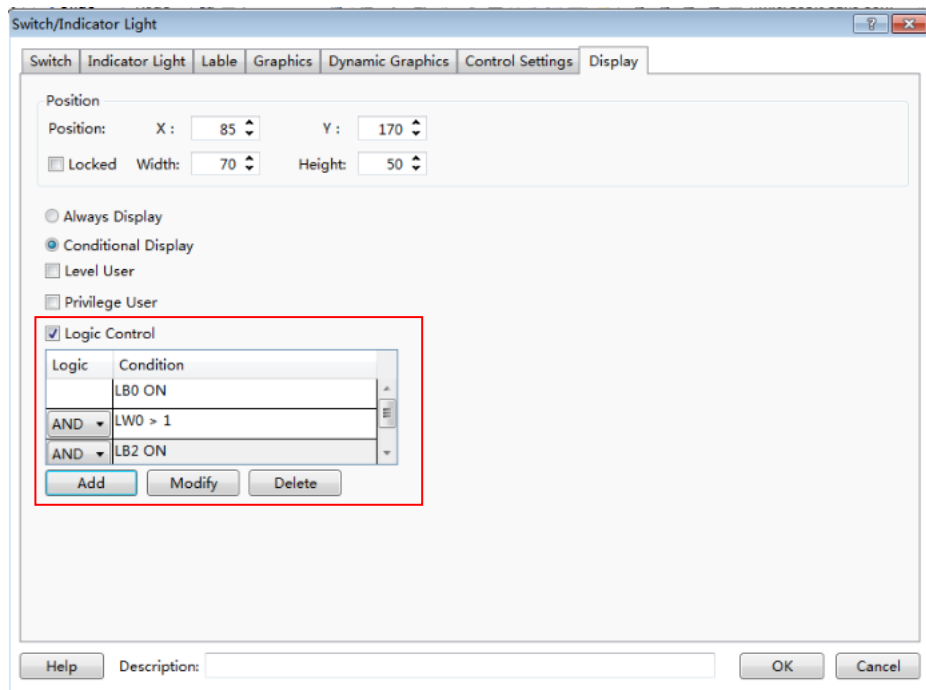 Switch/Indicator Light
Switch Indicator Light Lable Graphics Dynamic Graphics Control Settings Display
Position
Position: X : 85 Y : 170
Locked Width: 70 Height: 50
Always Display
Conditional Display
Level User
Privilege User
Logic Control
Logic Condition
LB0 ON
AND LW0 > 1
AND LB2 ON
Add Modify Delete
Help Description: OK Cancel